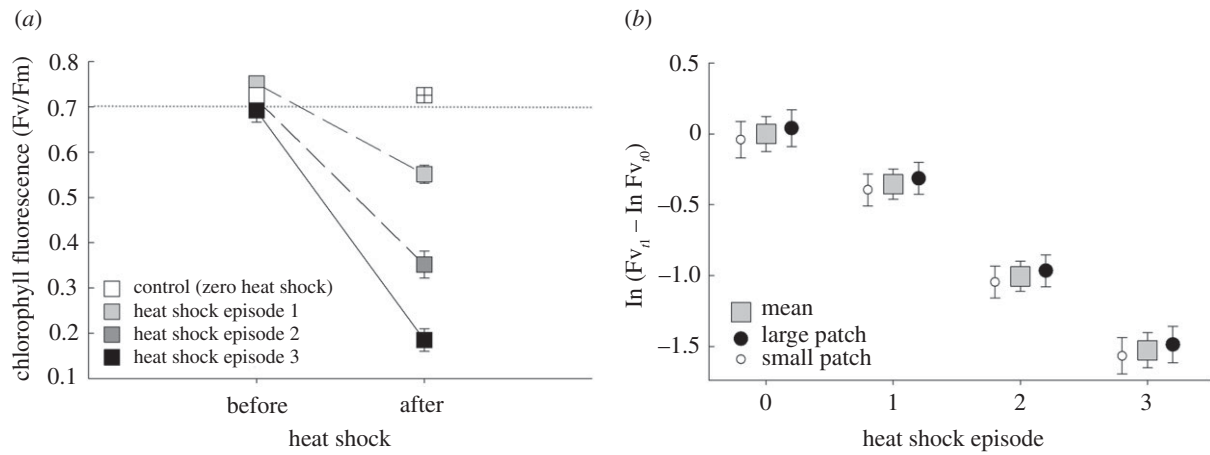 (a)
0.8
0.7
0.6
0.5
0.4
0.3
0.2
0.1
chlorophyll fluorescence (Fv/Fm)
control (zero heat shock)
heat shock episode 1
heat shock episode 2
heat shock episode 3
before after
heat shock
(b)
0.5
0
–0.5
–1.0
–1.5
ln (Fvt1 – ln Fvt0)
mean
large patch
small patch
0 1 2 3
heat shock episode